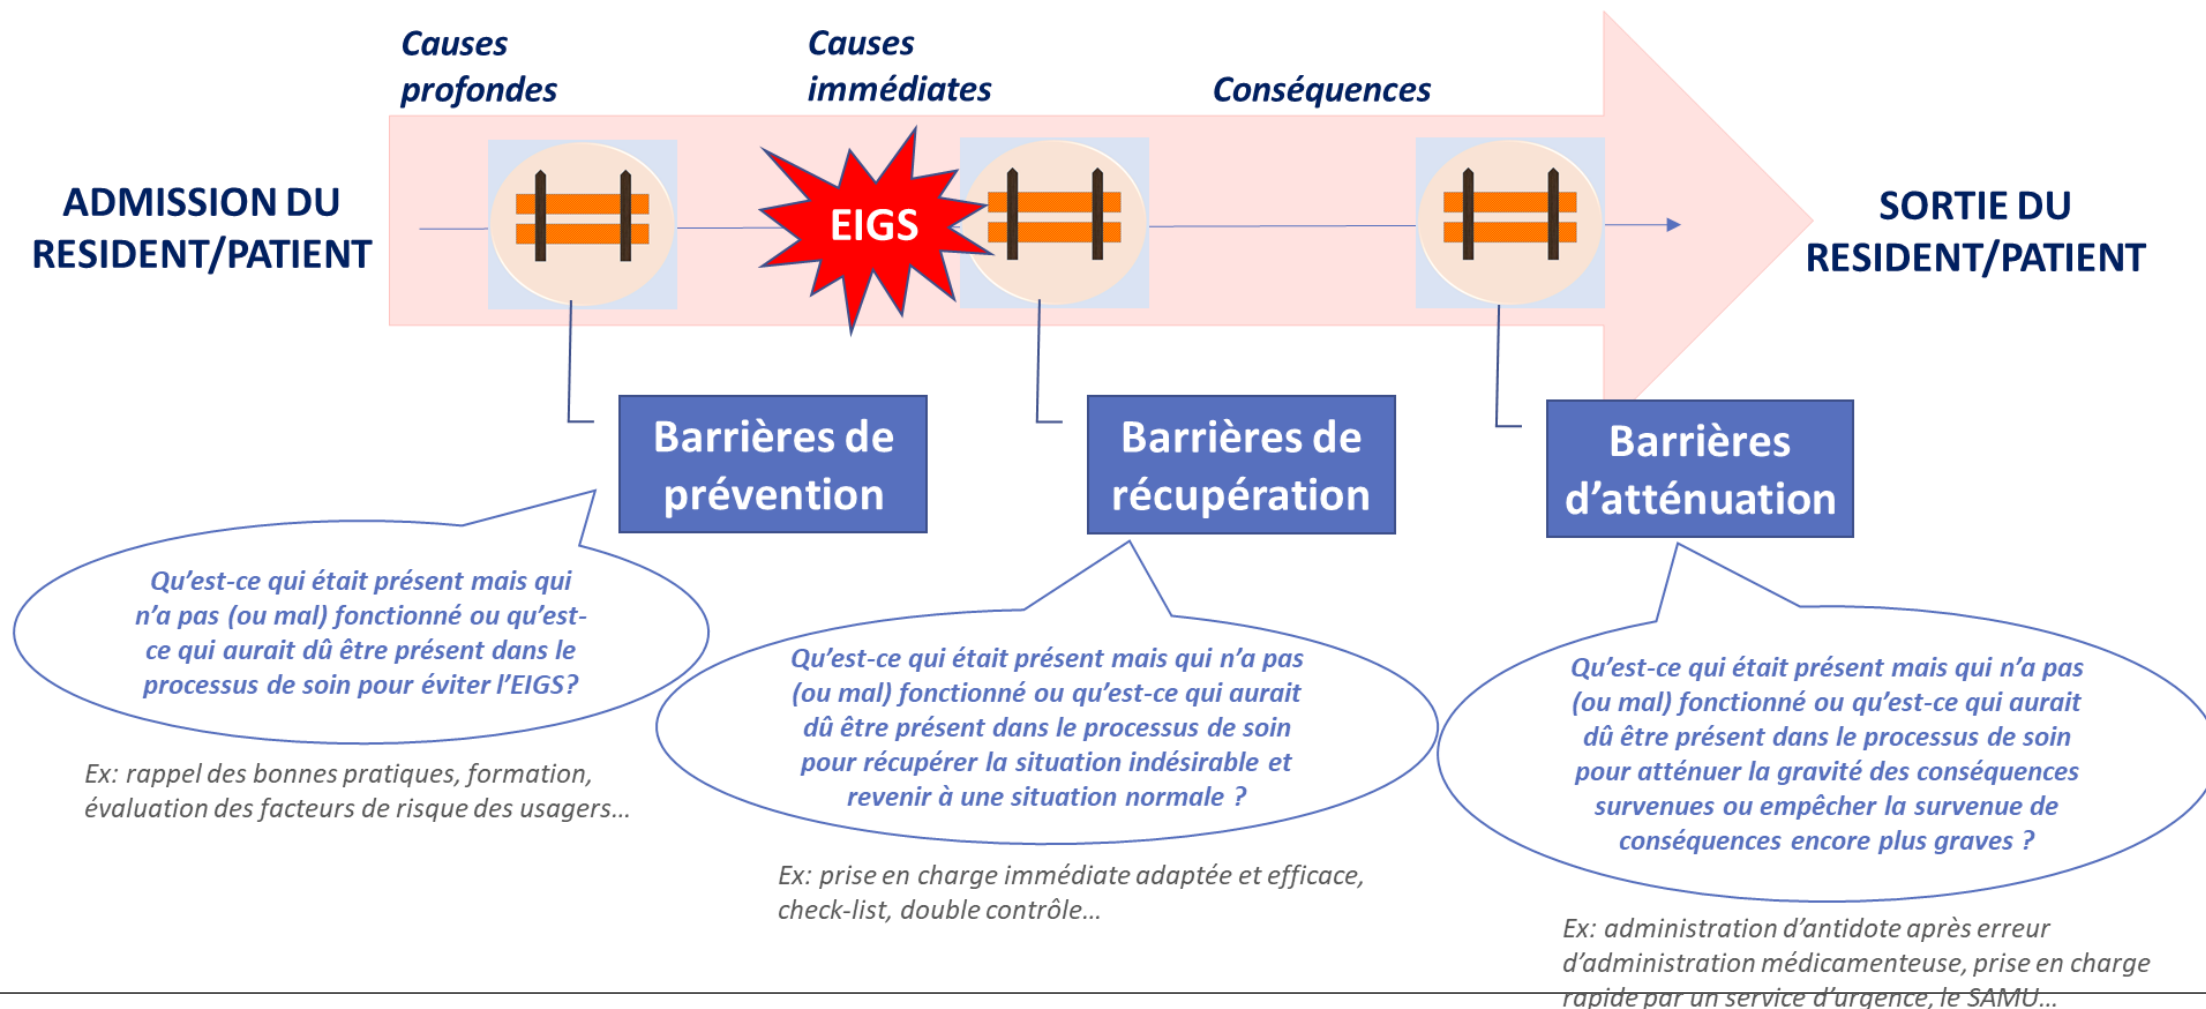 Causes
profondes
Causes
immédiates
Conséquences
ADMISSION DU
RESIDENT/PATIENT
EIGS
SORTIE DU
RESIDENT/PATIENT
Barrières de
prévention
Barrières de
récupération
Barrières
d’atténuation
Qu’est-ce qui était présent mais qui
n’a pas (ou mal) fonctionné ou qu’est-
ce qui aurait dû être présent dans le
processus de soin pour éviter l’EIGS?
Ex: rappel des bonnes pratiques, formation,
évaluation des facteurs de risque des usagers…
Qu’est-ce qui était présent mais qui n’a pas
(ou mal) fonctionné ou qu’est-ce qui aurait
dû être présent dans le processus de soin
pour récupérer la situation indésirable et
revenir à une situation normale ?
Ex: prise en charge immédiate adaptée et efficace,
check-list, double contrôle…
Qu’est-ce qui était présent mais qui n’a pas
(ou mal) fonctionné ou qu’est-ce qui aurait
dû être présent dans le processus de soin
pour atténuer la gravité des conséquences
survenues ou empêcher la survenue de
conséquences encore plus graves ?
Ex: administration d’antidote après erreur
d’administration médicamenteuse, prise en charge
rapide par un service d’urgence, le SAMU…